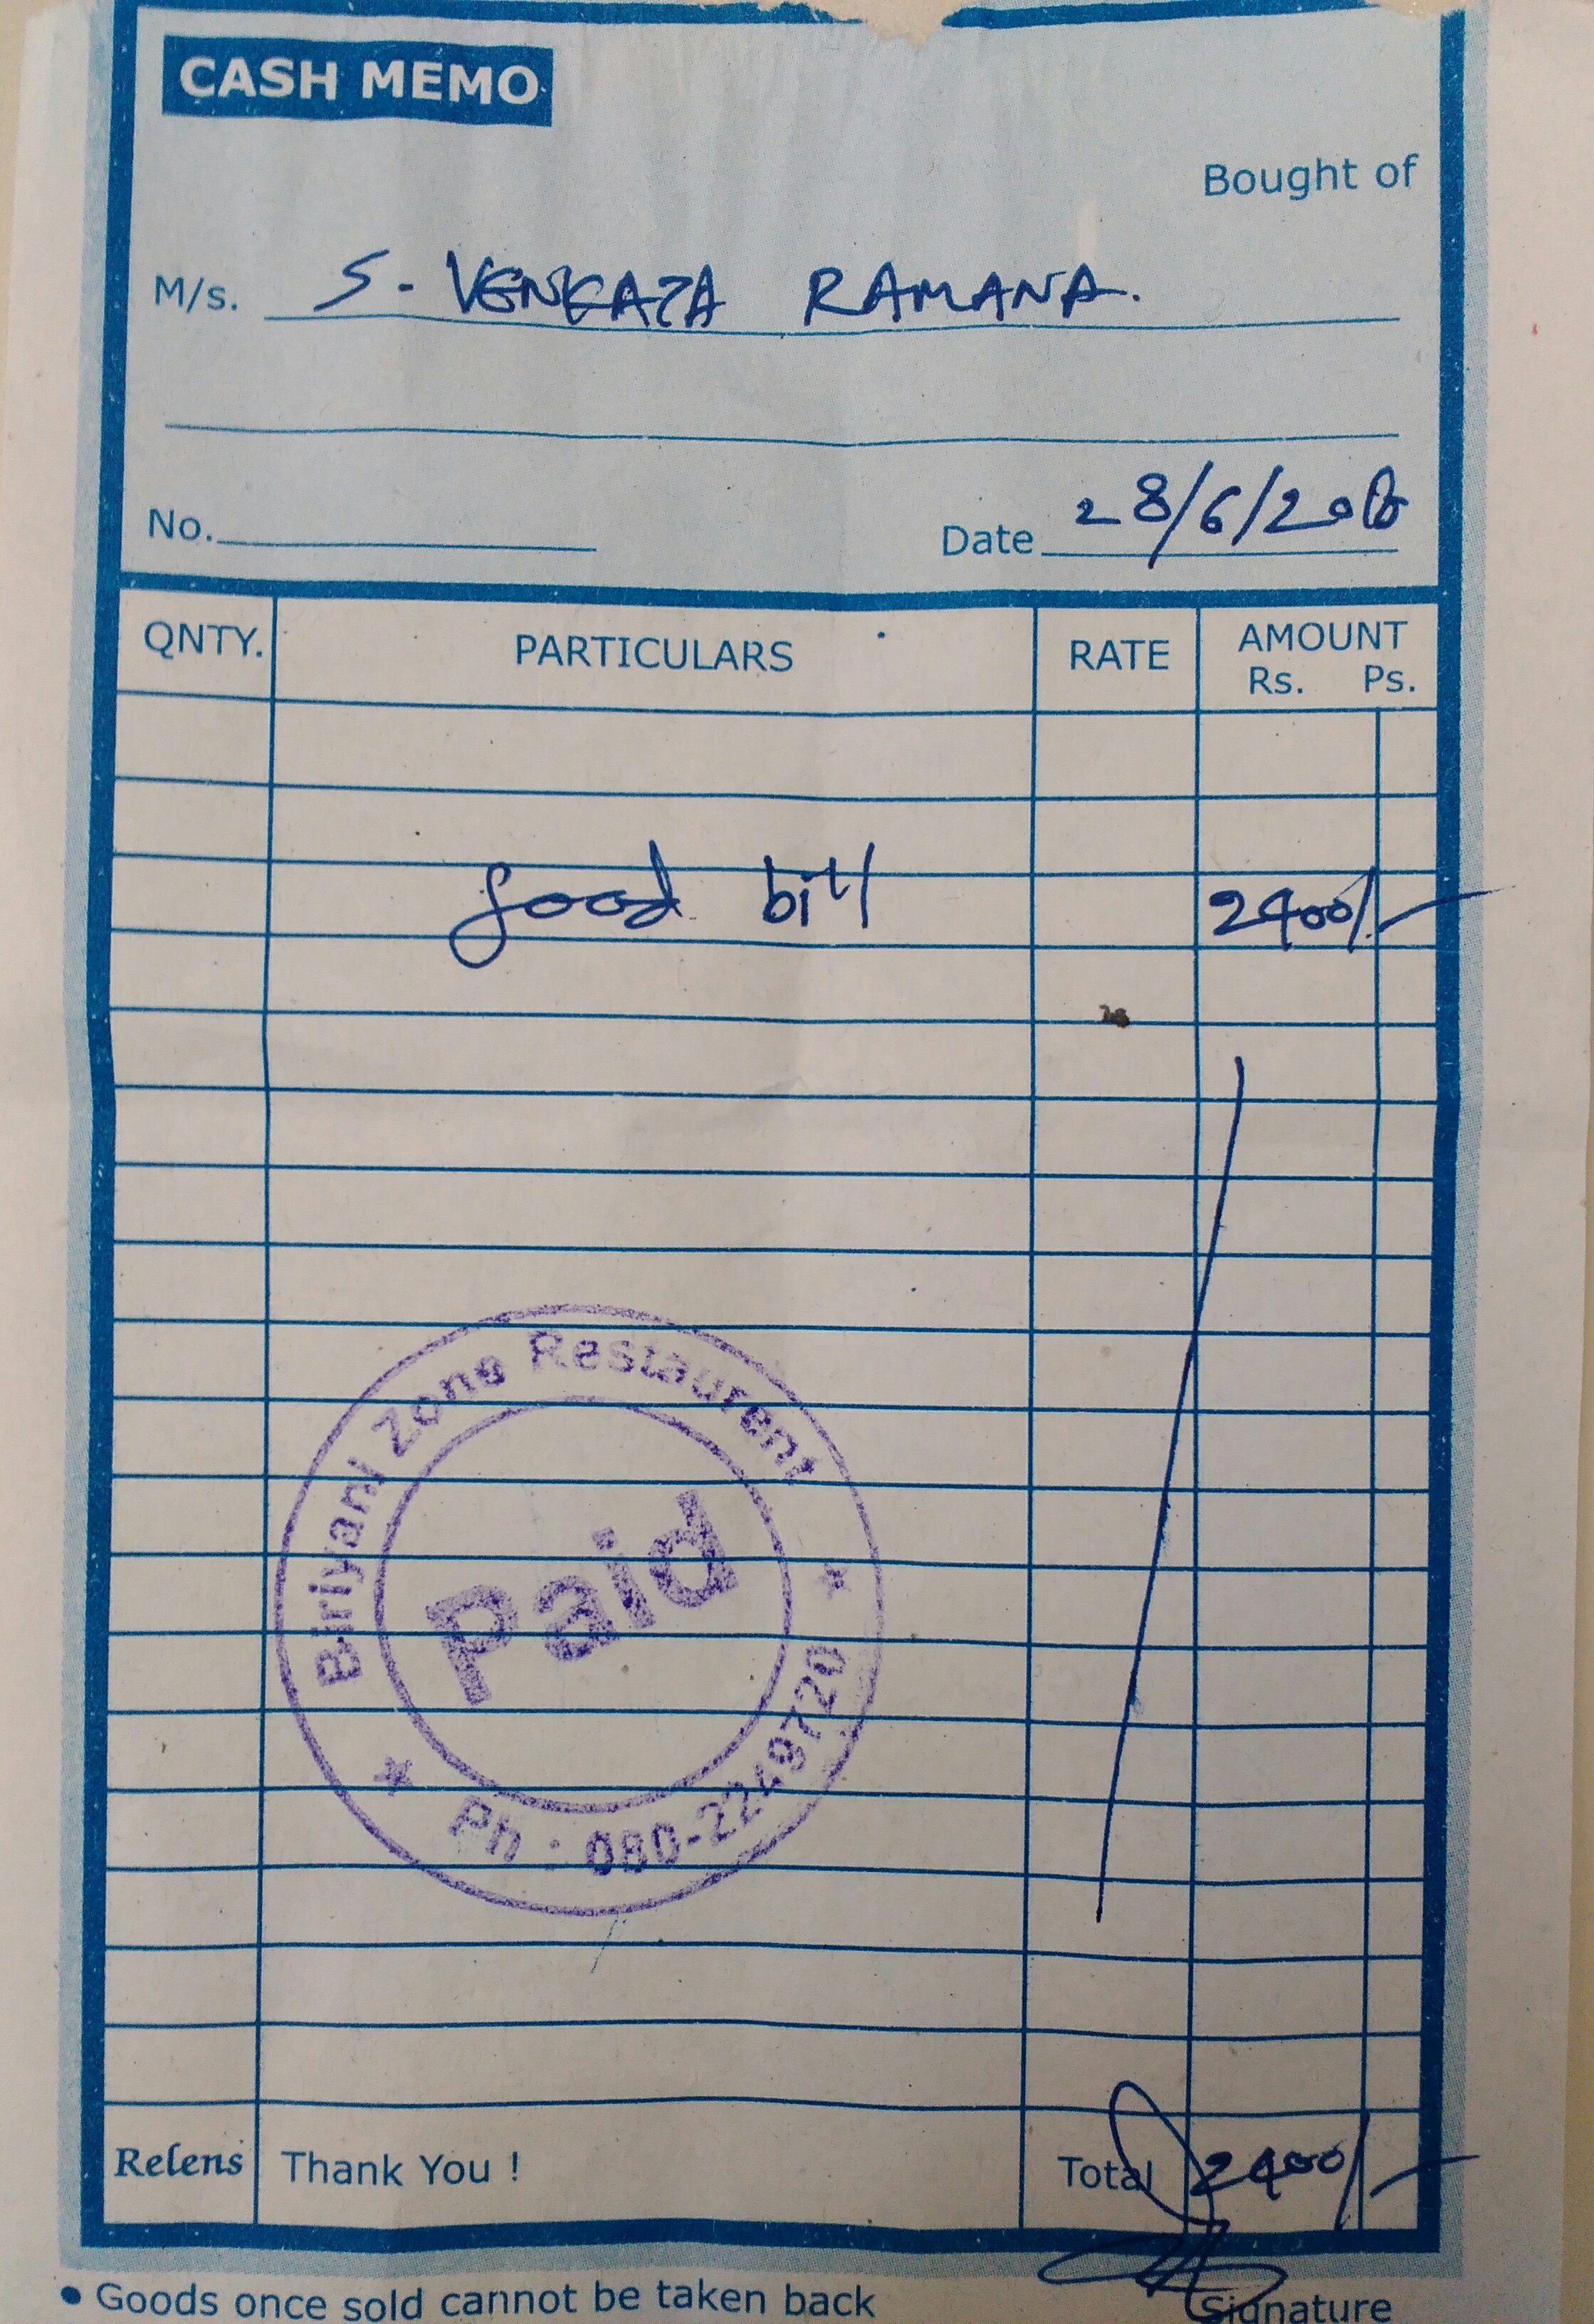 CASH MEMO
Bought of
M/s. S. VENKATA RAMANA.
No. Date 28/6/2018
QNTY. PARTICULARS RATE AMOUNT
Rs. Ps.
food bill 2400/-
Biriyani Zone Restaurent
Paid
Ph : 080-2249720
Relens Thank You ! Total 2400/-
• Goods once sold cannot be taken back Signature